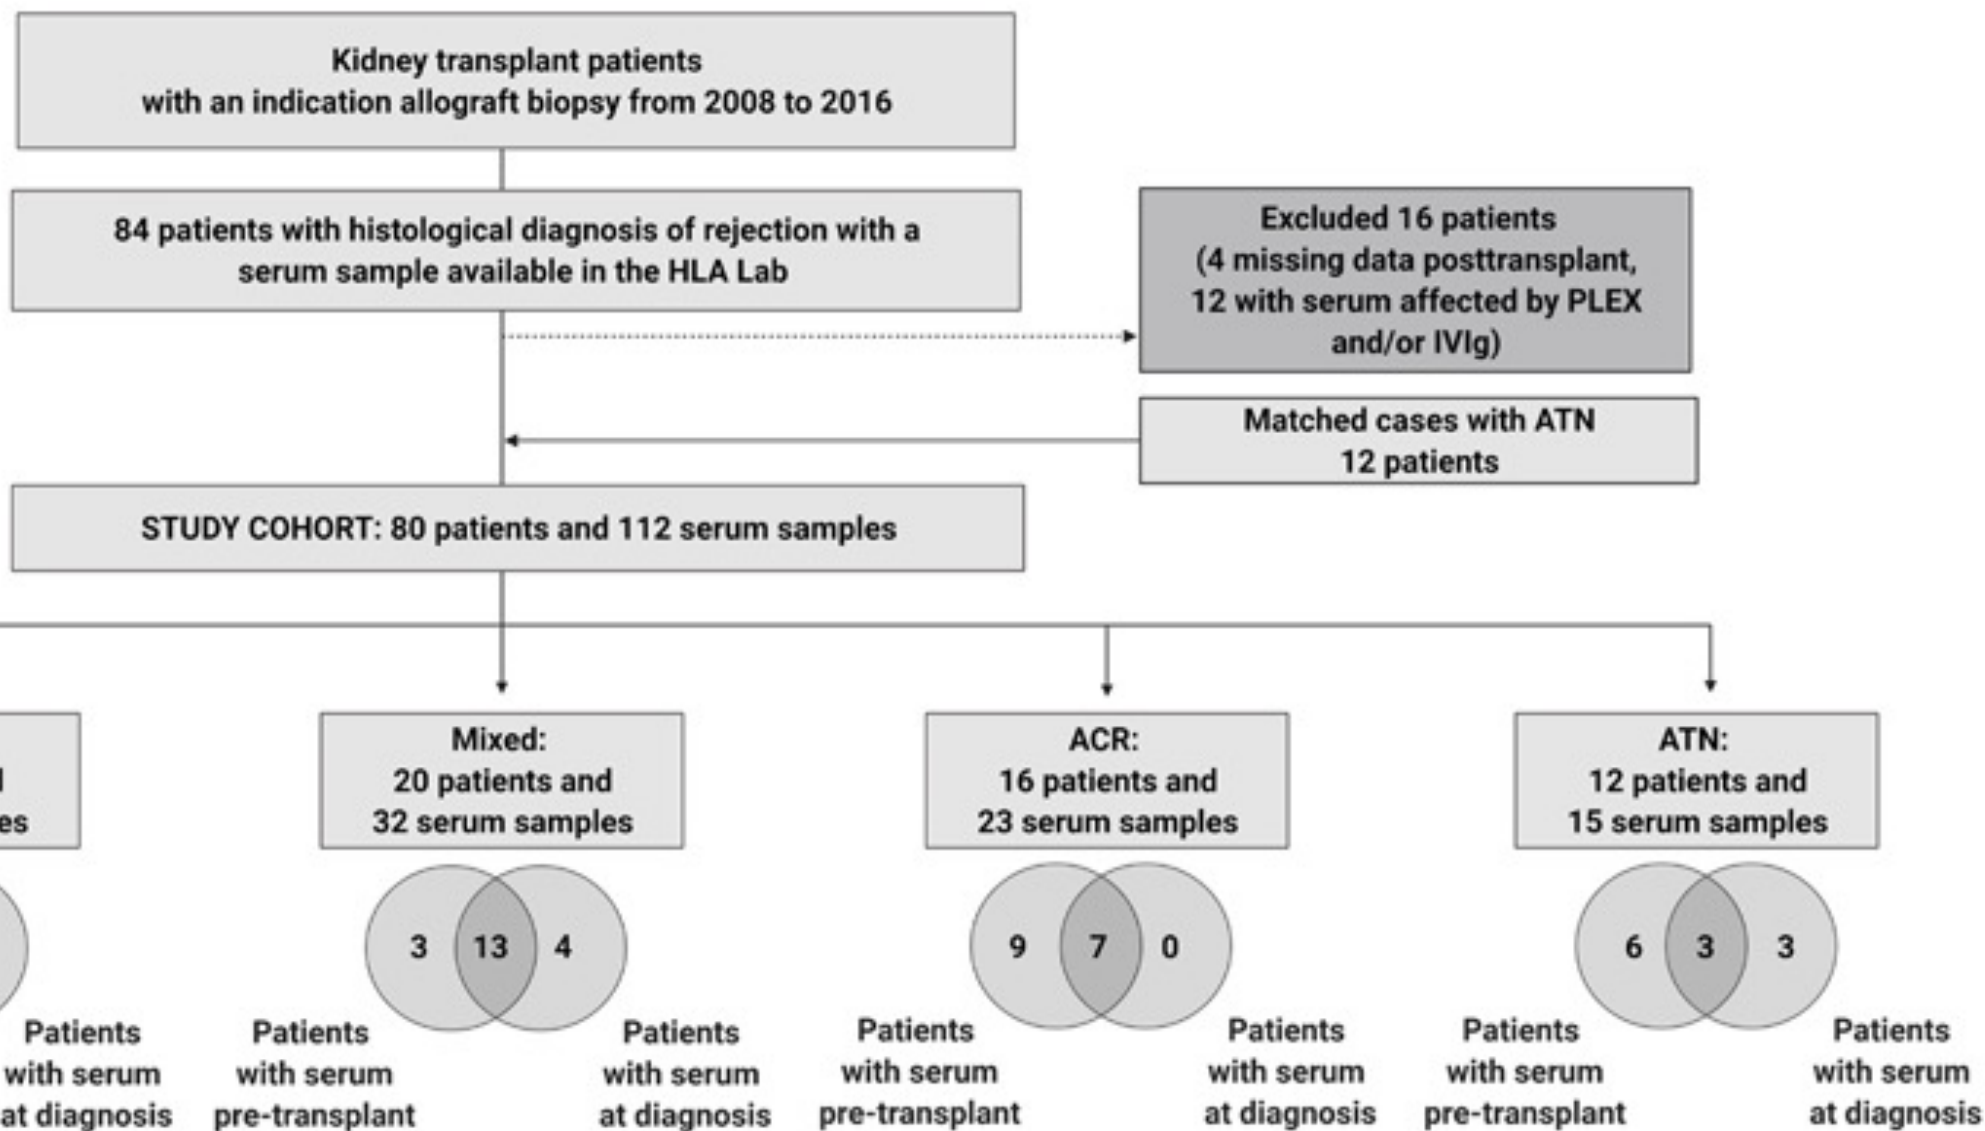 Kidney transplant patients
with an indication allograft biopsy from 2008 to 2016
84 patients with histological diagnosis of rejection with a
serum sample available in the HLA Lab
Excluded 16 patients
(4 missing data posttransplant,
12 with serum affected by PLEX
and/or IVIg)
Matched cases with ATN
12 patients
STUDY COHORT: 80 patients and 112 serum samples
Mixed:
20 patients and
32 serum samples
ACR:
16 patients and
23 serum samples
ATN:
12 patients and
15 serum samples
3 13 4
9 7 0
6 3 3
Patients
with serum
at diagnosis
Patients
with serum
pre-transplant
Patients
with serum
at diagnosis
Patients
with serum
pre-transplant
Patients
with serum
at diagnosis
Patients
with serum
pre-transplant
Patients
with serum
at diagnosis